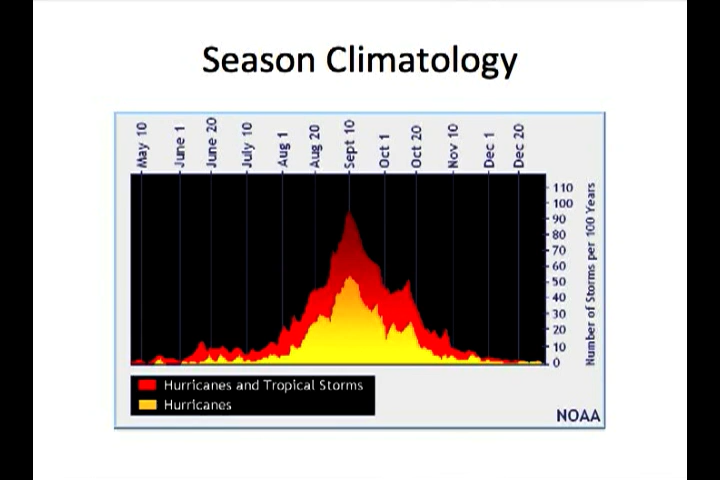 Season Climatology
May 10
June 1
June 20
July 10
Aug 1
Aug 20
Sept 10
Oct 1
Oct 20
Nov 10
Dec 1
Dec 20
110
100
90
80
70
60
50
40
30
20
10
0
Number of Storms per 100 Years
Hurricanes and Tropical Storms
Hurricanes
NOAA